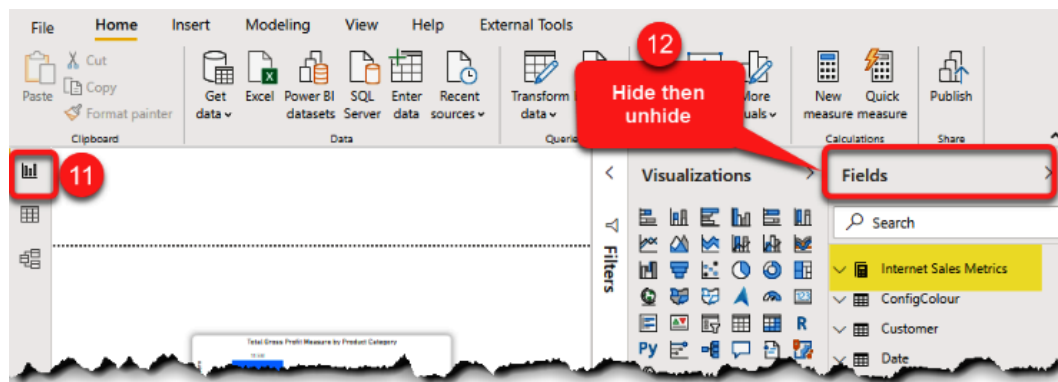 File Home Insert Modeling View Help External Tools
12
Paste
Cut
Copy
Format painter
Get data
Excel
Power BI datasets
SQL Server
Enter data
Recent sources
Transform data
More
New measure
Quick measure
Publish
Clipboard
Data
Queries
Calculations
Share
Hide then
unhide
11
Filters
Visualizations
Fields
Search
Internet Sales Metrics
ConfigColour
Customer
Date
R
Py
123
Total Gross Profit Measure by Product Category